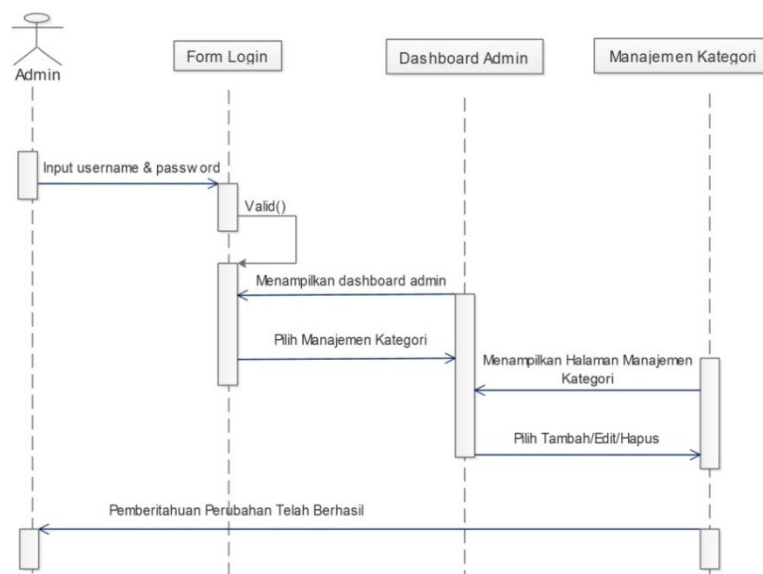 Admin
Form Login
Dashboard Admin
Manajemen Kategori
Input username & password
Valid()
Menampilkan dashboard admin
Pilih Manajemen Kategori
Menampilkan Halaman Manajemen
Kategori
Pilih Tambah/Edit/Hapus
Pemberitahuan Perubahan Telah Berhasil